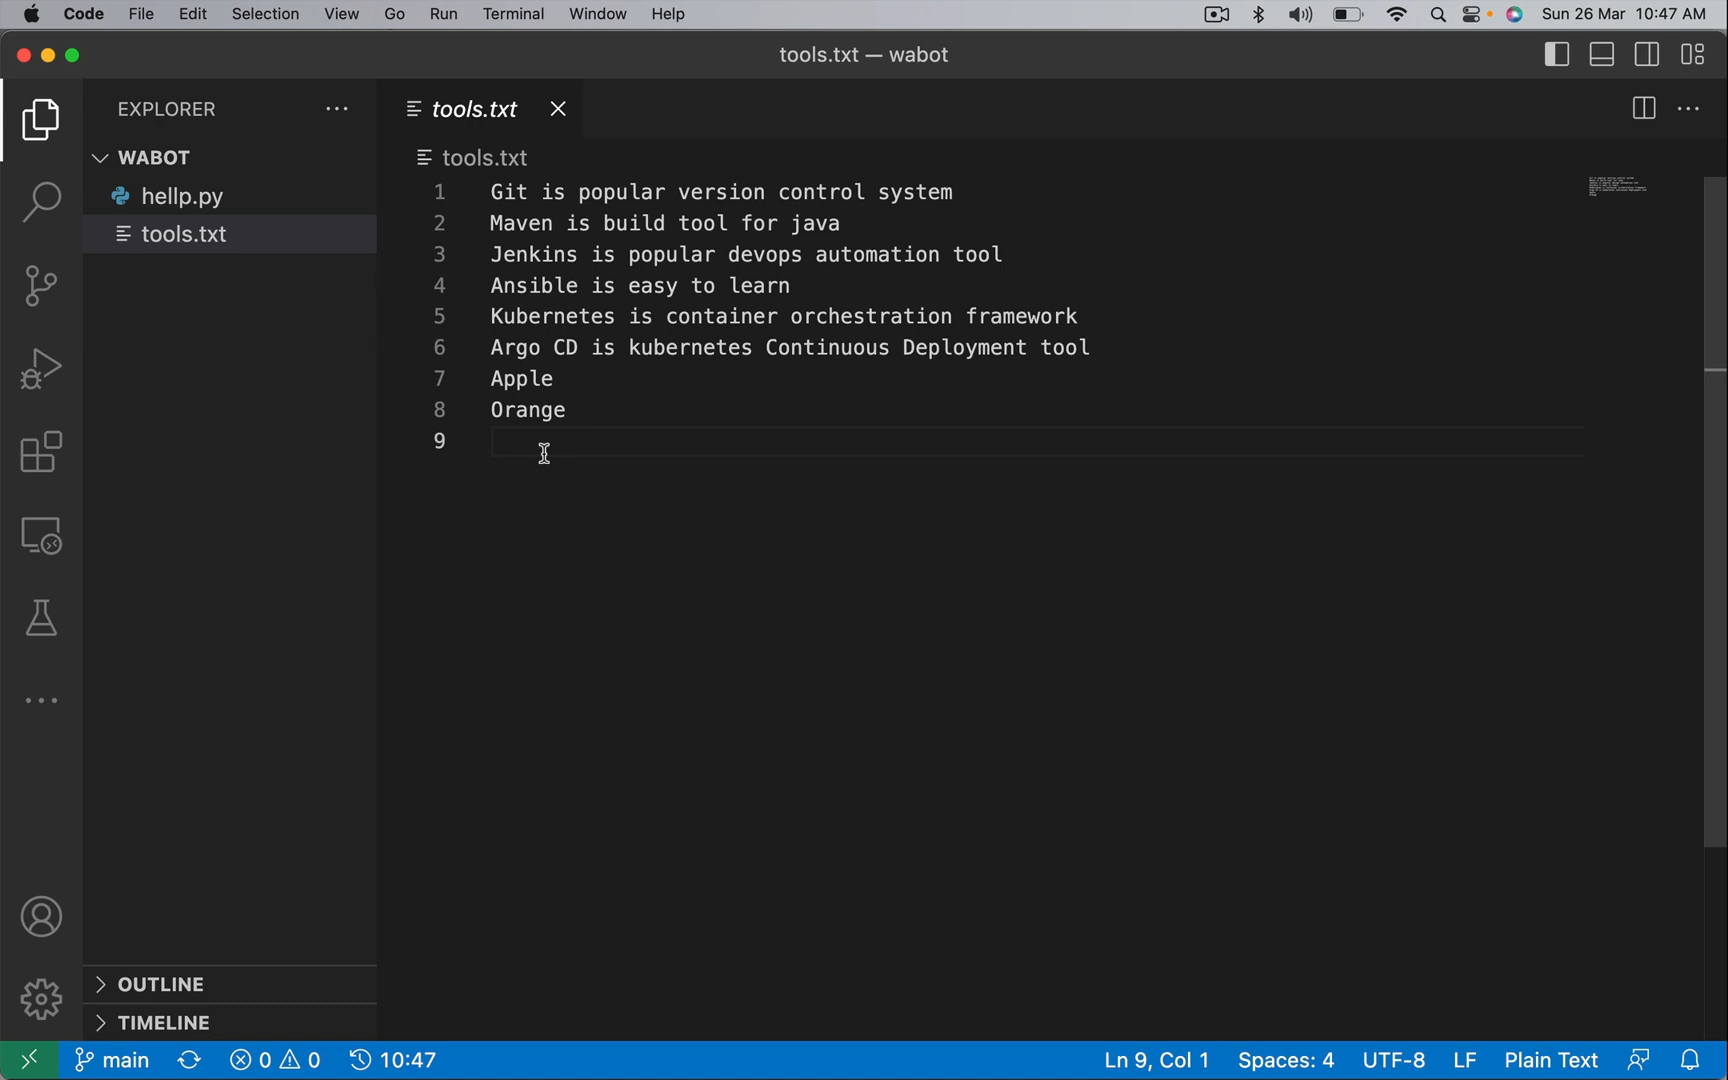 Code File Edit Selection View Go Run Terminal Window Help Sun 26 Mar 10:47 AM
tools.txt — wabot
EXPLORER
WABOT
hellp.py
tools.txt
tools.txt
tools.txt
1 Git is popular version control system
2 Maven is build tool for java
3 Jenkins is popular devops automation tool
4 Ansible is easy to learn
5 Kubernetes is container orchestration framework
6 Argo CD is kubernetes Continuous Deployment tool
7 Apple
8 Orange
9
OUTLINE
TIMELINE
main 0 0 10:47 Ln 9, Col 1 Spaces: 4 UTF-8 LF Plain Text